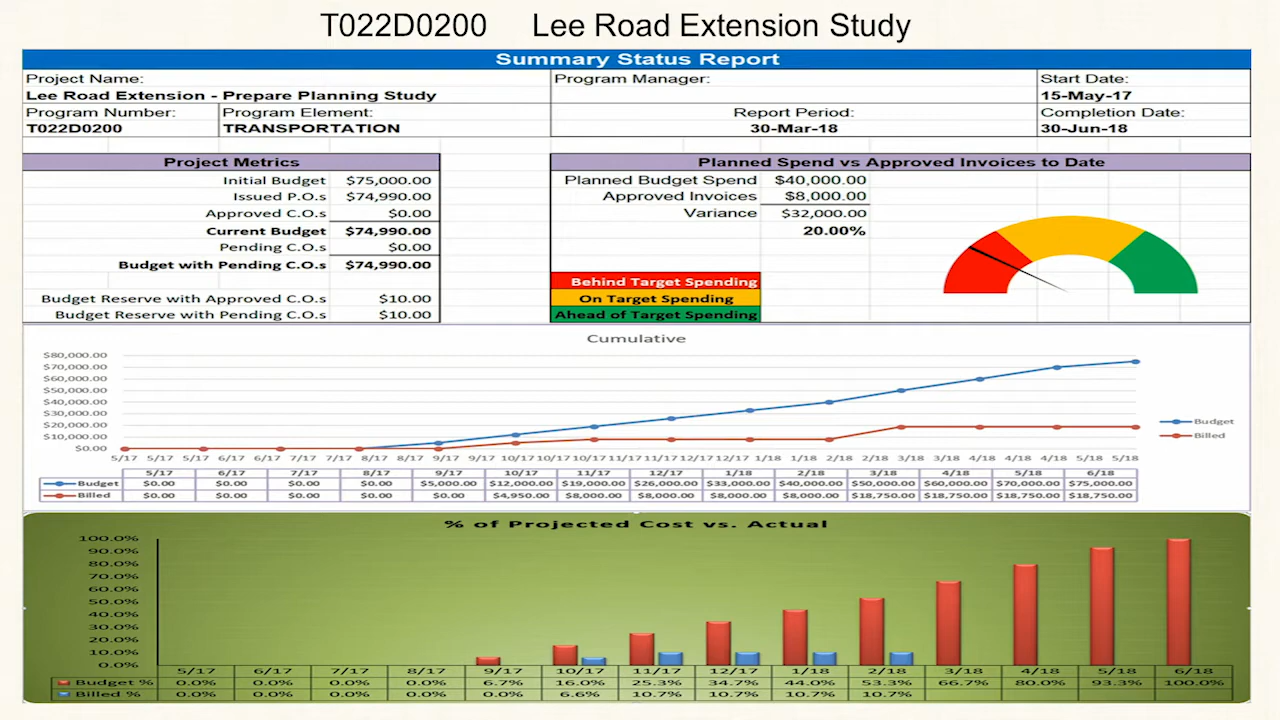 T022D0200 Lee Road Extension Study
Summary Status Report
Project Name: Program Manager: Start Date:
Lee Road Extension - Prepare Planning Study 15-May-17
Program Number: Program Element: Report Period: Completion Date:
T022D0200 TRANSPORTATION 30-Mar-18 30-Jun-18
Project Metrics Planned Spend vs Approved Invoices to Date
Initial Budget $75,000.00 Planned Budget Spend $40,000.00
Issued P.O.s $74,990.00 Approved Invoices $8,000.00
Approved C.O.s $0.00 Variance $32,000.00
Current Budget $74,990.00 20.00%
Pending C.O.s $0.00
Budget with Pending C.O.s $74,990.00
Behind Target Spending
Budget Reserve with Approved C.O.s $10.00 On Target Spending
Budget Reserve with Pending C.O.s $10.00 Ahead of Target Spending
Cumulative
$80,000.00
$70,000.00
$60,000.00
$50,000.00
$40,000.00
$30,000.00
$20,000.00
$10,000.00
$0.00
Budget
Billed
5/17 5/17 5/17 6/17 6/17 7/17 7/17 8/17 8/17 9/17 9/17 10/17 10/17 11/17 11/17 12/17 12/17 1/18 1/18 2/18 2/18 3/18 3/18 4/18 4/18 4/18 5/18 5/18
5/17 6/17 7/17 8/17 9/17 10/17 11/17 12/17 1/18 2/18 3/18 4/18 5/18 6/18
Budget $0.00 $0.00 $0.00 $0.00 $5,000.00 $12,000.00 $19,000.00 $26,000.00 $33,000.00 $40,000.00 $50,000.00 $60,000.00 $70,000.00 $75,000.00
Billed $0.00 $0.00 $0.00 $0.00 $0.00 $4,950.00 $8,000.00 $8,000.00 $8,000.00 $8,000.00 $18,750.00 $18,750.00 $18,750.00 $18,750.00
% of Projected Cost vs. Actual
100.0%
90.0%
80.0%
70.0%
60.0%
50.0%
40.0%
30.0%
20.0%
10.0%
0.0%
5/17 6/17 7/17 8/17 9/17 10/17 11/17 12/17 1/18 2/18 3/18 4/18 5/18 6/18
Budget % 0.0% 0.0% 0.0% 0.0% 6.7% 16.0% 25.3% 34.7% 44.0% 53.3% 66.7% 80.0% 93.3% 100.0%
Billed % 0.0% 0.0% 0.0% 0.0% 0.0% 6.6% 10.7% 10.7% 10.7% 10.7%